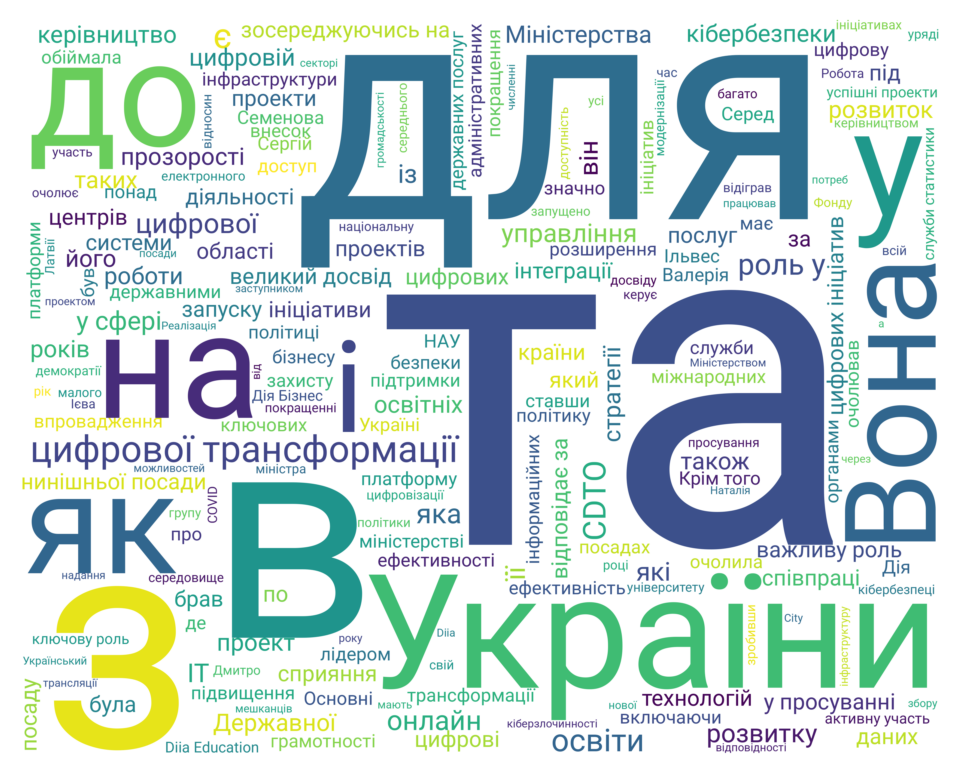 керівництво
є
зосереджуючись на
Міністерства
кібербезпеки
ініціативах
уряді
обіймала
цифровій
секторі
цифрову
до
для
інфраструктури
державних послуг
адміністративних
покращення
численні
усі
час
модернізації
Робота
під
проекти
відносин
громадськості
середнього
доступність
багато
успішні проекти
Семенова
внесок
Сергій
Серед
розвиток
керівництвом
участь
прозорості
доступ
із
він
ініціатив
у
служби статистики
таких
електронного
значно
відіграв
потреб
очолює
понад
діяльності
запущено
працював
Фонду
центрів
цифрової
національну
управління
має
за
всій
системи
області
проектів
розширення
послуг
платформи
Латвії
його
був
посади
роботи
великий досвід
цифрових
інтеграції
досвіду
Ільвес
Валерія
роль у
проектом
державними
заступником
керує
запуску
ініціативи
та
Вона
у сфері
Реалізація
політиці
а
років
на
і
НАУ
країни
служби
органами цифрових ініціатив
очолював
демократії
від
бізнесу
безпеки
який
стратегії
Міністерством
рік
малого
захисту
підтримки
міжнародних
Ієва
Дія Бізнес
ставши
покращенні
освітніх
політику
впровадження
ключових
Україні
цифрової трансформації
просування
також
через
можливостей
міністра
платформу
CDTO
Крім того
нинішньої посади
цифровізації
інформаційних
відповідає за
Наталія
як
COVID
в
групу
політики
яка
про
міністерстві
посадах
важливу роль
надання
середовище
ефективності
її
році
які
очолила
співпраці
Дія
З
брав
по
України
ефективність
університету
кібербезпеці
де
ключову роль
проект
року
Diia
зробивши
City
інфраструктуру
Український
ІТ
Дмитро
лідером
свій
трансляції
сприяння
посаду
була
підвищення
Основні
трансформації
технологій
у просуванні
мешканців
мають
нової
збору
Державної
онлайн
кіберзлочинності
включаючи
активну участь
Diia Education
грамотності
цифрові
освіти
розвитку
відповідності
даних